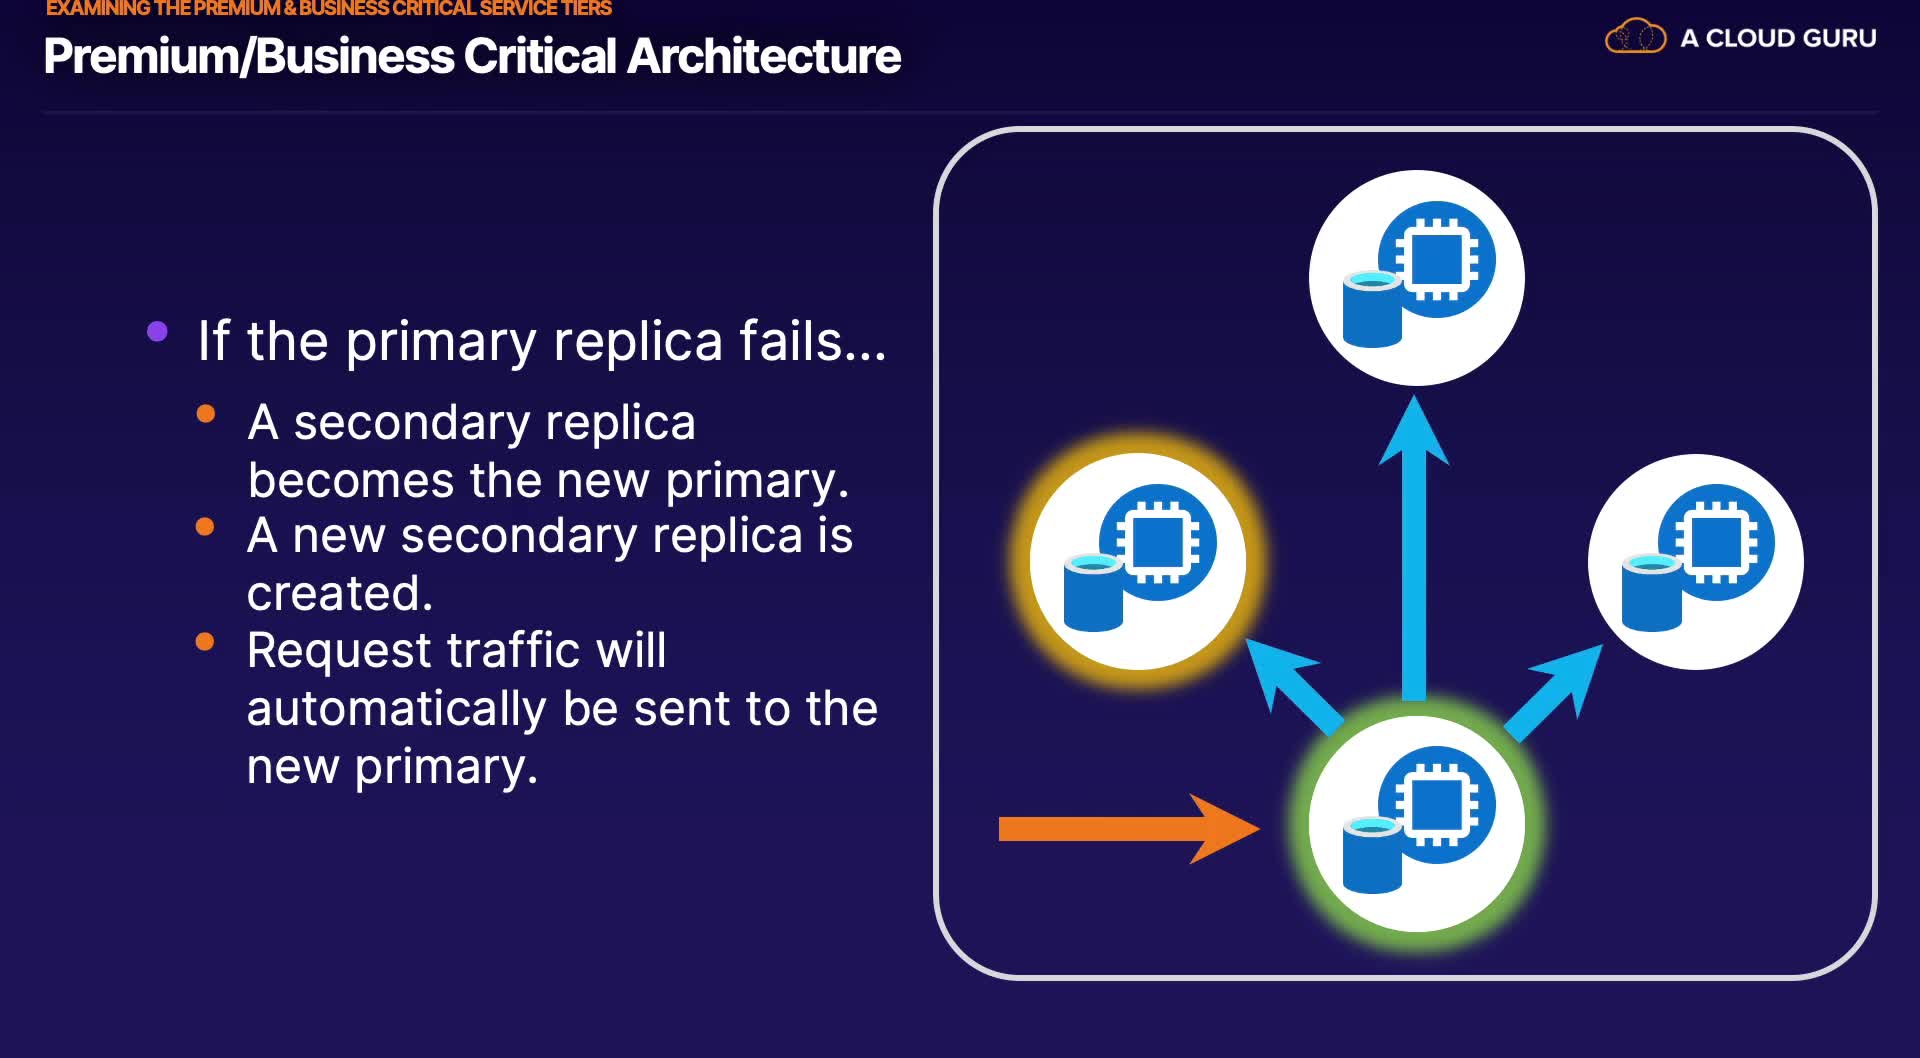 EXAMINING THE PREMIUM & BUSINESS CRITICAL SERVICE TIERS
Premium/Business Critical Architecture
A CLOUD GURU
If the primary replica fails...
A secondary replica
becomes the new primary.
A new secondary replica is
created.
Request traffic will
automatically be sent to the
new primary.